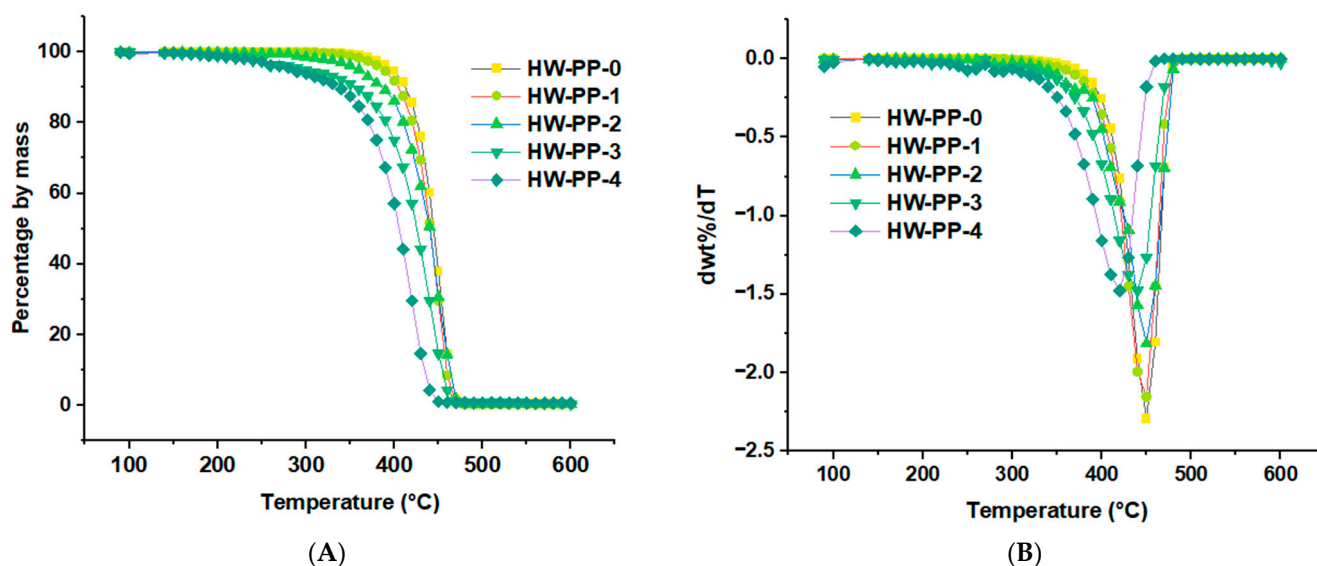 A
B
100
80
60
40
20
0
Percentage by mass
HW-PP-0
HW-PP-1
HW-PP-2
HW-PP-3
HW-PP-4
100 200 300 400 500 600
Temperature (°C)
(A)
0.0
−0.5
−1.0
−1.5
−2.0
−2.5
dwt%/dT
HW-PP-0
HW-PP-1
HW-PP-2
HW-PP-3
HW-PP-4
100 200 300 400 500 600
Temperature (°C)
(B)